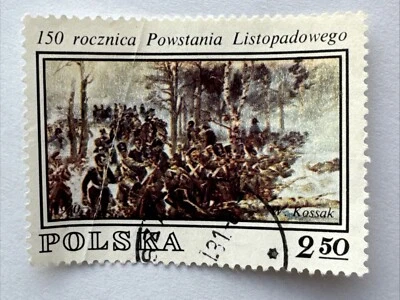 150 rocznica Powstania Listopadowego
Kossak
POLSKA 2 50